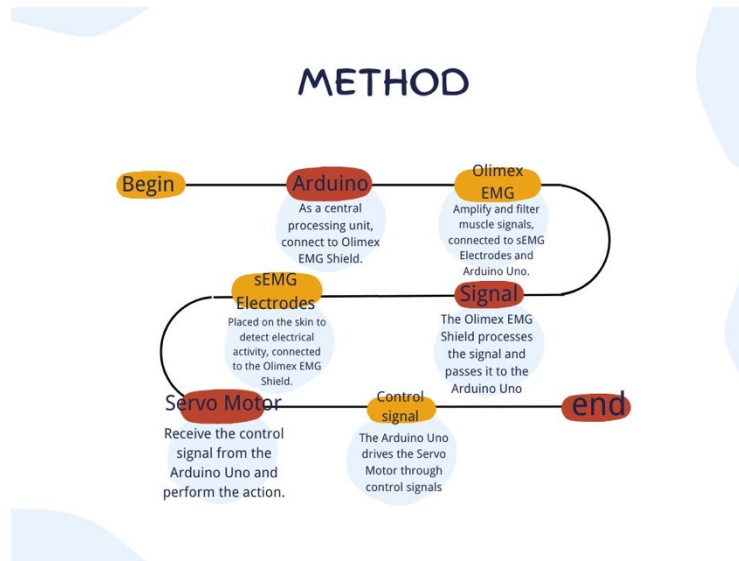 METHOD
Begin
Arduino
As a central
processing unit,
connect to Olimex
EMG Shield.
Olimex
EMG
Amplify and filter
muscle signals,
connected to sEMG
Electrodes and
Arduino Uno.
Signal
The Olimex EMG
Shield processes
the signal and
passes it to the
Arduino Uno
sEMG
Electrodes
Placed on the skin to
detect electrical
activity, connected
to the Olimex EMG
Shield.
Servo Motor
Receive the control
signal from the
Arduino Uno and
perform the action.
Control
signal
The Arduino Uno
drives the Servo
Motor through
control signals
end